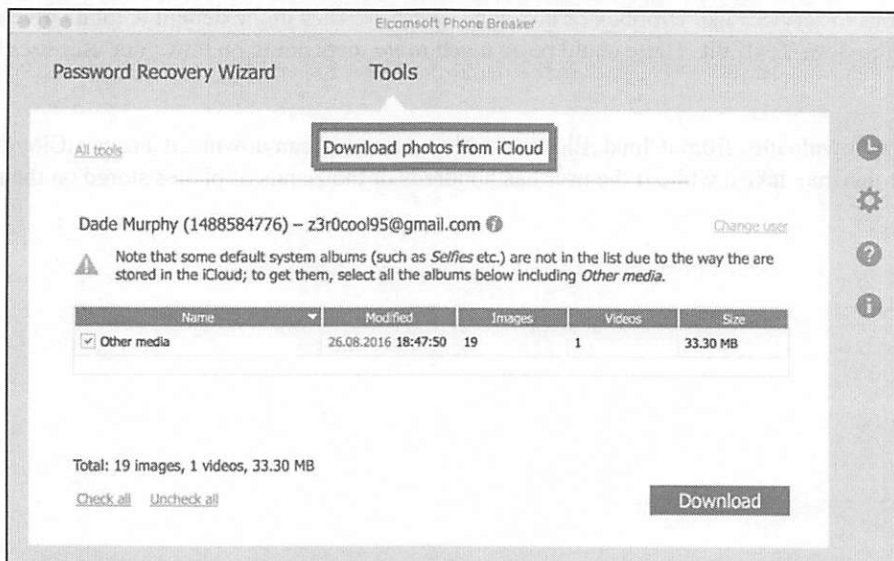 Elcomsoft Phone Breaker
Password Recovery Wizard Tools
All tools
Download photos from iCloud
Dade Murphy (1488584776) – z3r0cool95@gmail.com
Change user
Note that some default system albums (such as Selfies etc.) are not in the list due to the way the are
stored in the iCloud; to get them, select all the albums below including Other media.
Name Modified Images Videos Size
Other media 26.08.2016 18:47:50 19 1 33.30 MB
Total: 19 images, 1 videos, 33.30 MB
Check all Uncheck all
Download